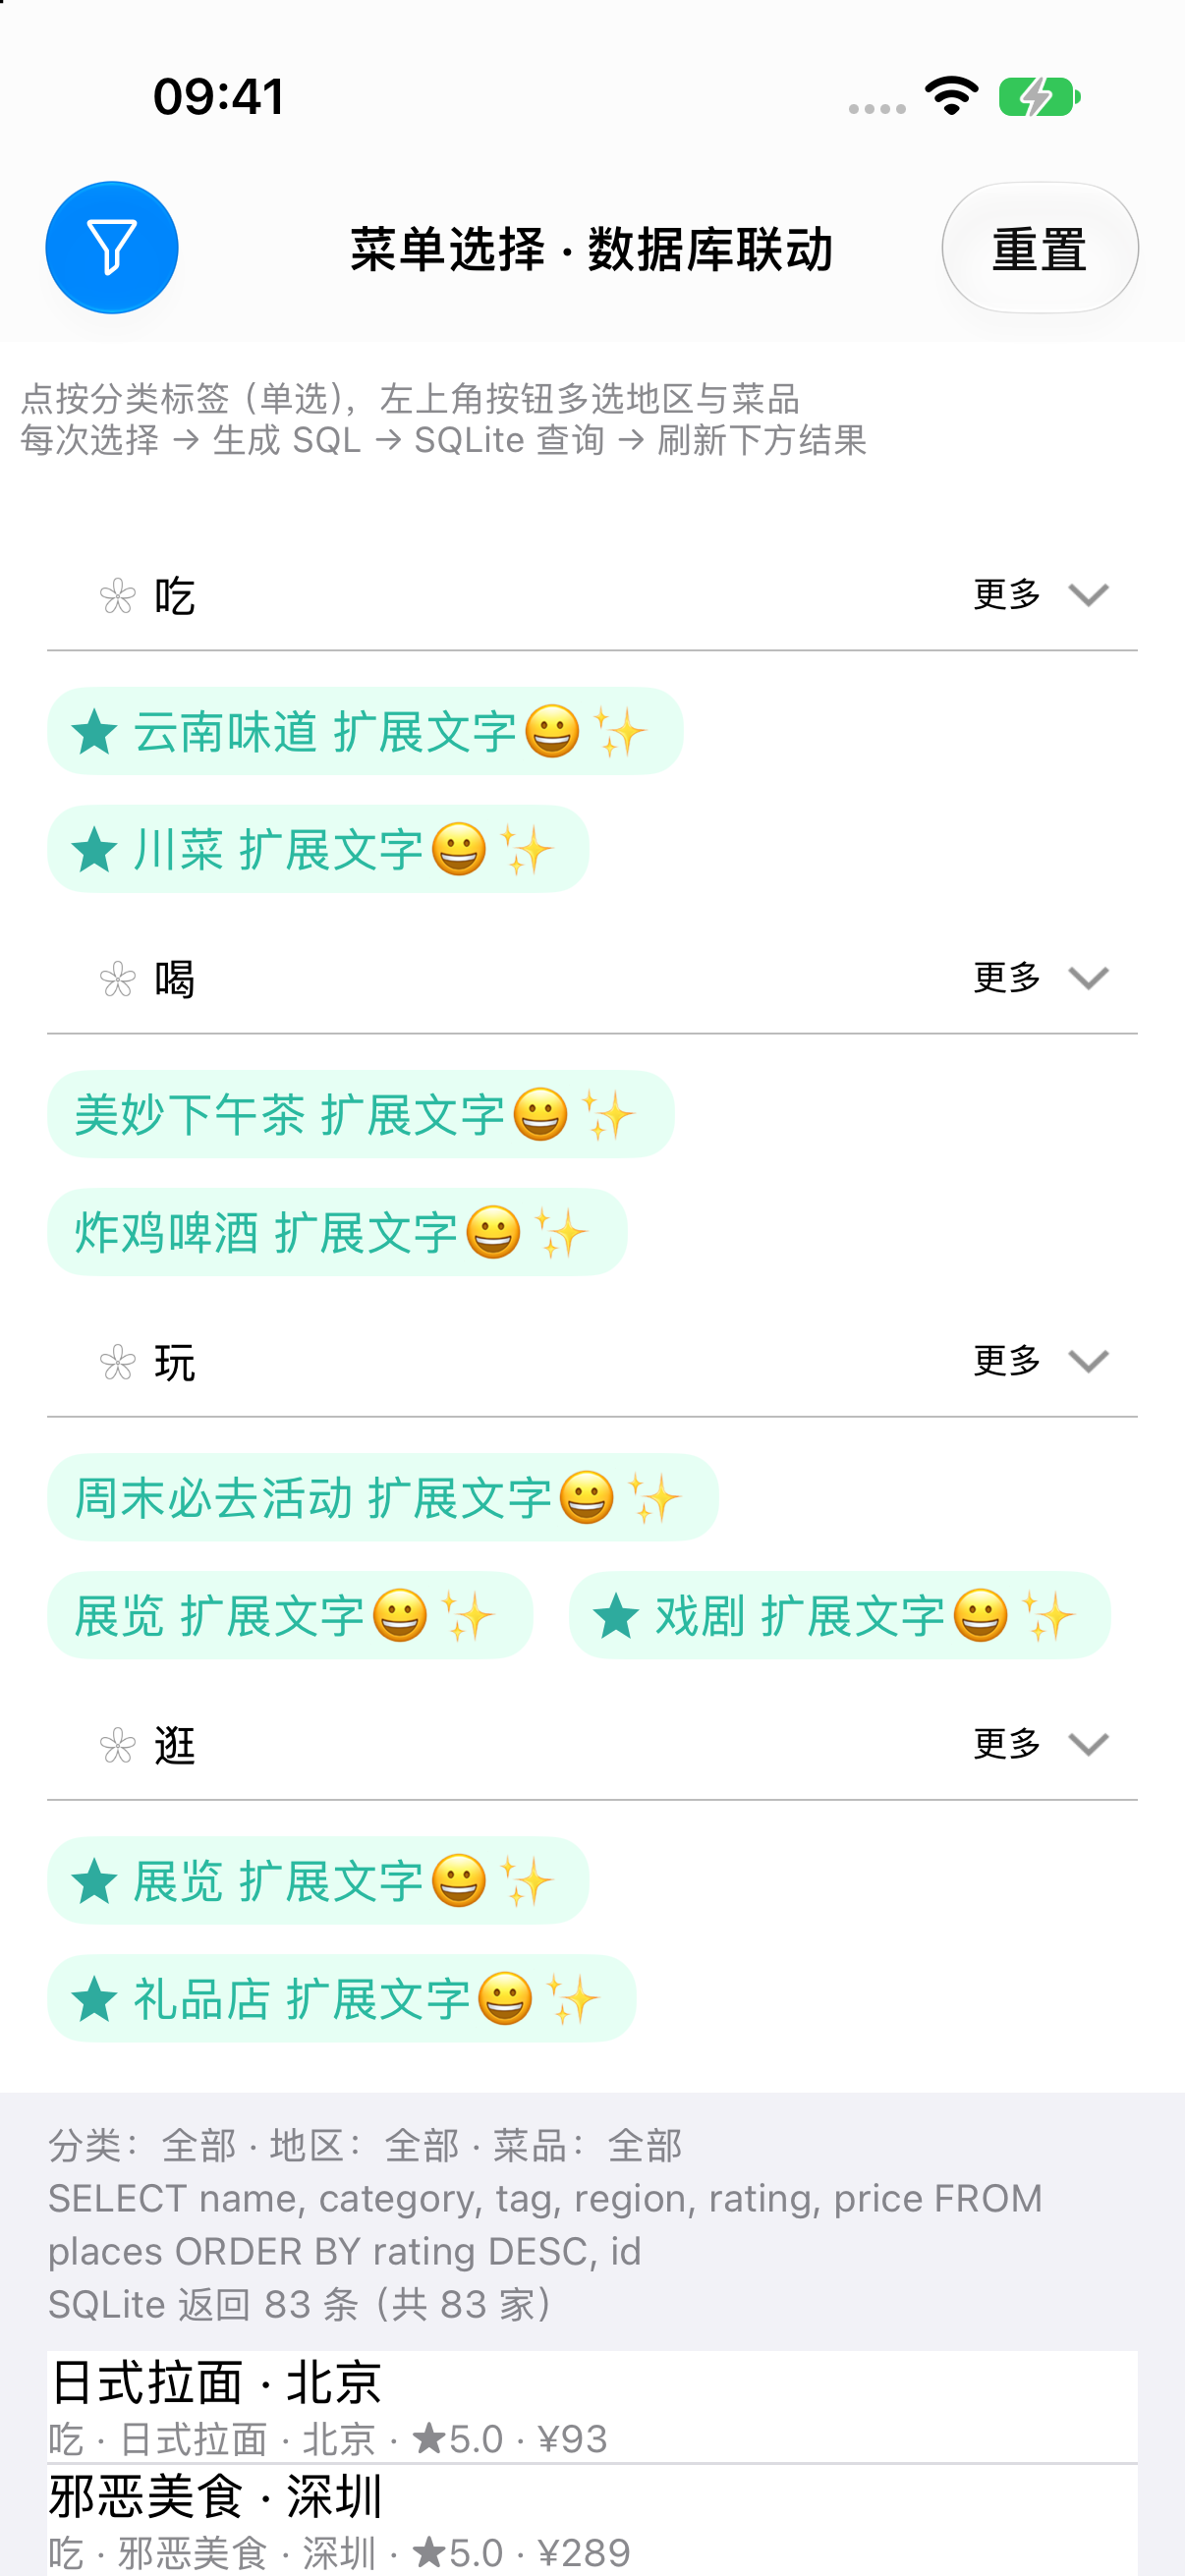 09:41
菜单选择 · 数据库联动
重置
点按分类标签（单选），左上角按钮多选地区与菜品
每次选择 → 生成 SQL → SQLite 查询 → 刷新下方结果
吃 更多
★ 云南味道 扩展文字😀 ✨
★ 川菜 扩展文字😀 ✨
喝 更多
美妙下午茶 扩展文字😀 ✨
炸鸡啤酒 扩展文字😀 ✨
玩 更多
周末必去活动 扩展文字😀 ✨
展览 扩展文字😀 ✨ ★ 戏剧 扩展文字😀 ✨
逛 更多
★ 展览 扩展文字😀 ✨
★ 礼品店 扩展文字😀 ✨
分类：全部 · 地区：全部 · 菜品：全部
SELECT name, category, tag, region, rating, price FROM
places ORDER BY rating DESC, id
SQLite 返回 83 条（共 83 家）
日式拉面 · 北京
吃 · 日式拉面 · 北京 · ★5.0 · ¥93
邪恶美食 · 深圳
吃 · 邪恶美食 · 深圳 · ★5.0 · ¥289